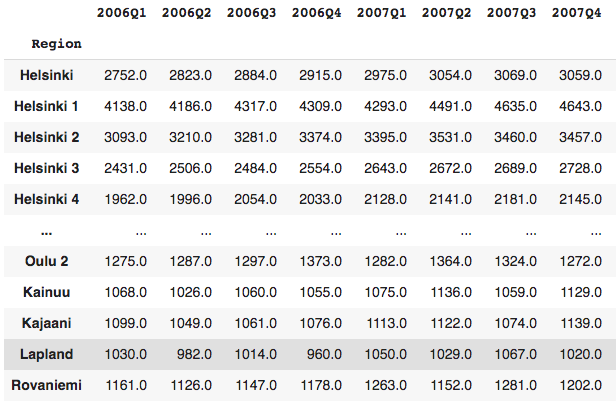 2006Q1 2006Q2 2006Q3 2006Q4 2007Q1 2007Q2 2007Q3 2007Q4
Region
Helsinki 2752.0 2823.0 2884.0 2915.0 2975.0 3054.0 3069.0 3059.0
Helsinki 1 4138.0 4186.0 4317.0 4309.0 4293.0 4491.0 4635.0 4643.0
Helsinki 2 3093.0 3210.0 3281.0 3374.0 3395.0 3531.0 3460.0 3457.0
Helsinki 3 2431.0 2506.0 2484.0 2554.0 2643.0 2672.0 2689.0 2728.0
Helsinki 4 1962.0 1996.0 2054.0 2033.0 2128.0 2141.0 2181.0 2145.0
... ... ... ... ... ... ... ... ...
Oulu 2 1275.0 1287.0 1297.0 1373.0 1282.0 1364.0 1324.0 1272.0
Kainuu 1068.0 1026.0 1060.0 1055.0 1075.0 1136.0 1059.0 1129.0
Kajaani 1099.0 1049.0 1061.0 1076.0 1113.0 1122.0 1074.0 1139.0
Lapland 1030.0 982.0 1014.0 960.0 1050.0 1029.0 1067.0 1020.0
Rovaniemi 1161.0 1126.0 1147.0 1178.0 1263.0 1152.0 1281.0 1202.0